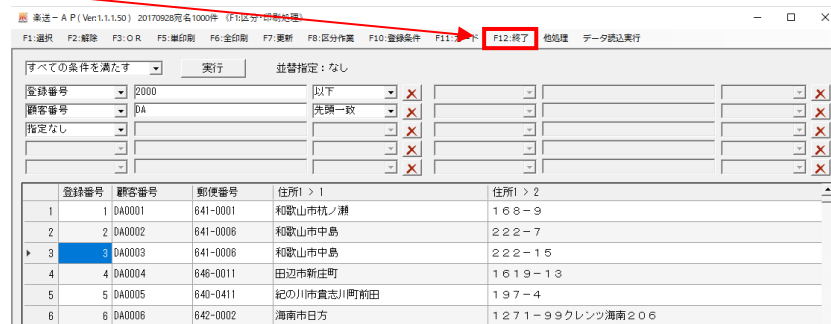 楽送－ＡＰ(Ver:1.1.1.50) 20170928宛名1000件 (F1:区分・印刷処理)
F1:選択 F2:解除 F3:ＯＲ F5:単印刷 F6:全印刷 F7:更新 F8:区分作業 F10:登録条件 F11: ード F12:終了 他処理 データ読込実行
すべての条件を満たす 実行 並替指定：なし
登録番号 2000 以下
顧客番号 DA 先頭一致
指定なし
登録番号 顧客番号 郵便番号 住所1 > 1 住所1 > 2
1 1 DA0001 641-0001 和歌山市杭ノ瀬 １６８－９
2 2 DA0002 641-0006 和歌山市中島 ２２２－７
3 3 DA0003 641-0006 和歌山市中島 ２２２－１５
4 4 DA0004 646-0011 田辺市新庄町 １６１９－１３
5 5 DA0005 640-0411 紀の川市貴志川町前田 １９７－４
6 6 DA0006 642-0002 海南市日方 １２７１－９９クレンツ海南２０６